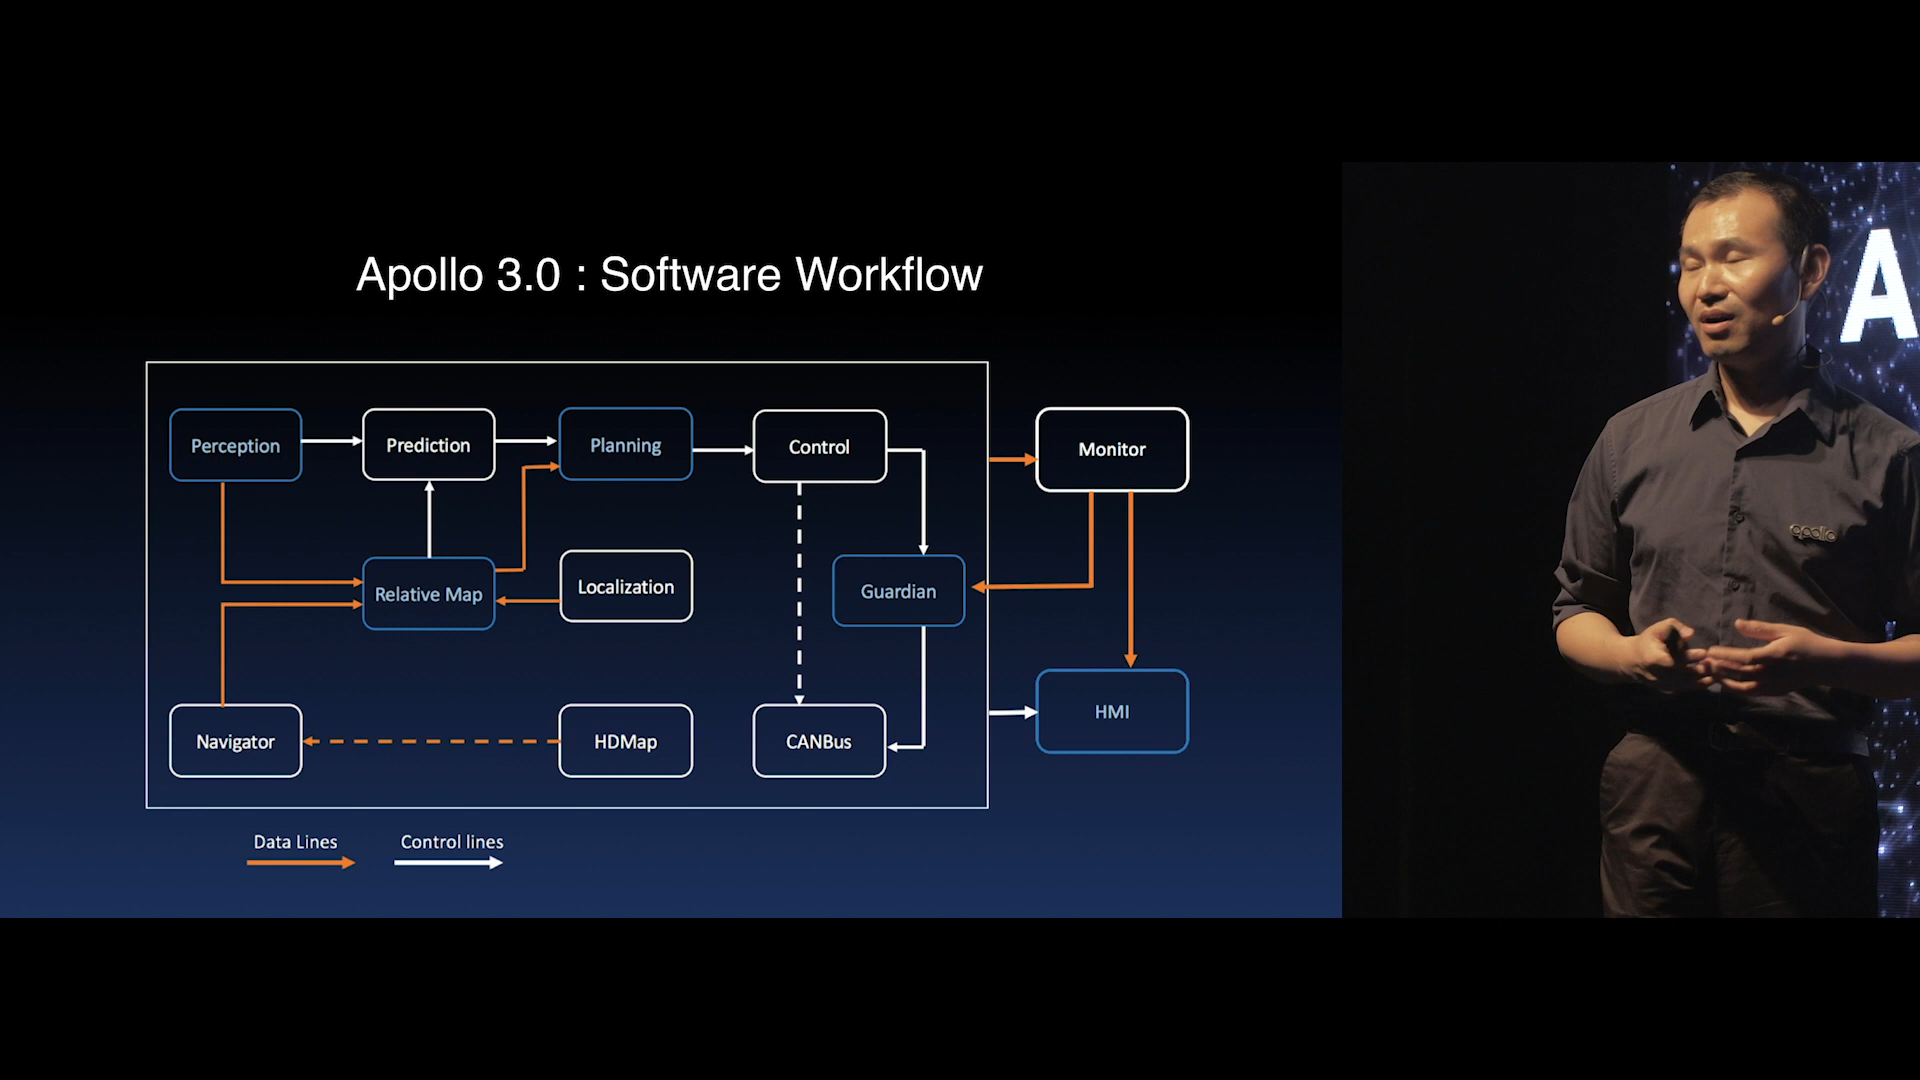 Apollo 3.0 : Software Workflow
Perception
Prediction
Planning
Control
Monitor
Relative Map
Localization
Guardian
Navigator
HDMap
CANBus
HMI
Data Lines
Control lines
A
apollo